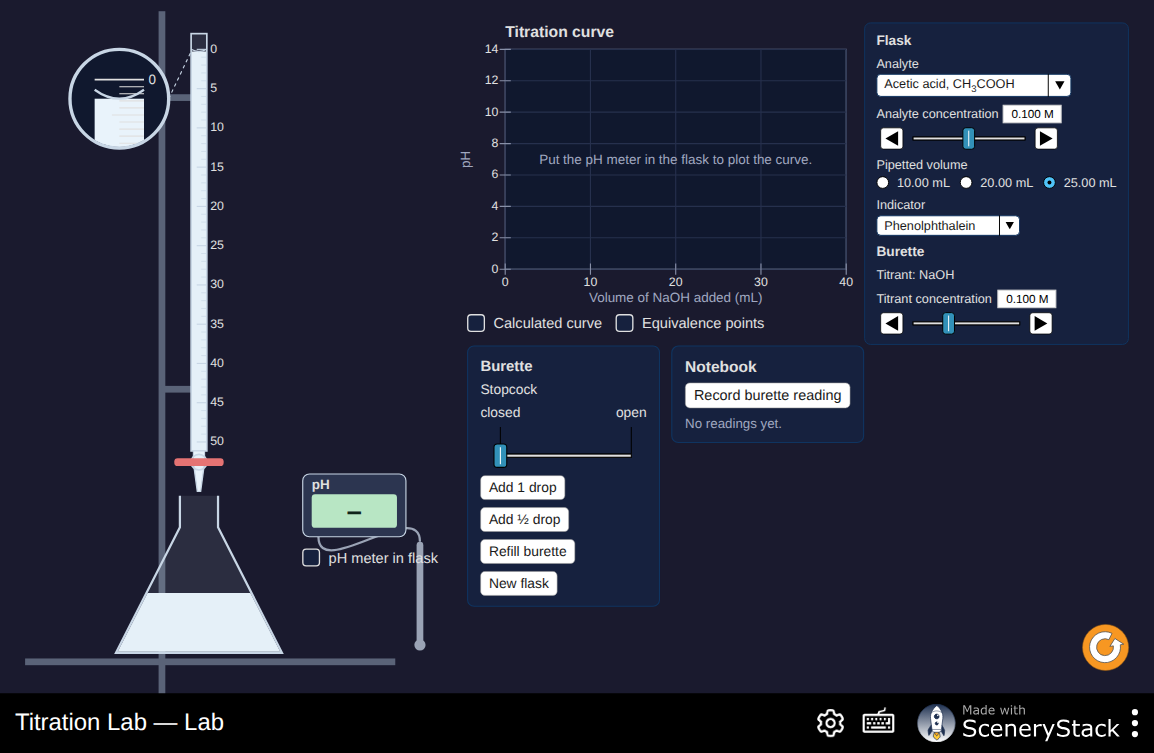 0
0
5
10
15
20
25
30
35
40
45
50
pH
–
pH meter in flask
Titration curve
14
12
10
8
6
4
2
0
pH
Put the pH meter in the flask to plot the curve.
0 10 20 30 40
Volume of NaOH added (mL)
Calculated curve Equivalence points
Burette
Stopcock
closed open
Add 1 drop
Add ½ drop
Refill burette
New flask
Notebook
Record burette reading
No readings yet.
Flask
Analyte
Acetic acid, CH₃COOH
Analyte concentration 0.100 M
Pipetted volume
10.00 mL 20.00 mL 25.00 mL
Indicator
Phenolphthalein
Burette
Titrant: NaOH
Titrant concentration 0.100 M
Titration Lab — Lab
Made with
SceneryStack